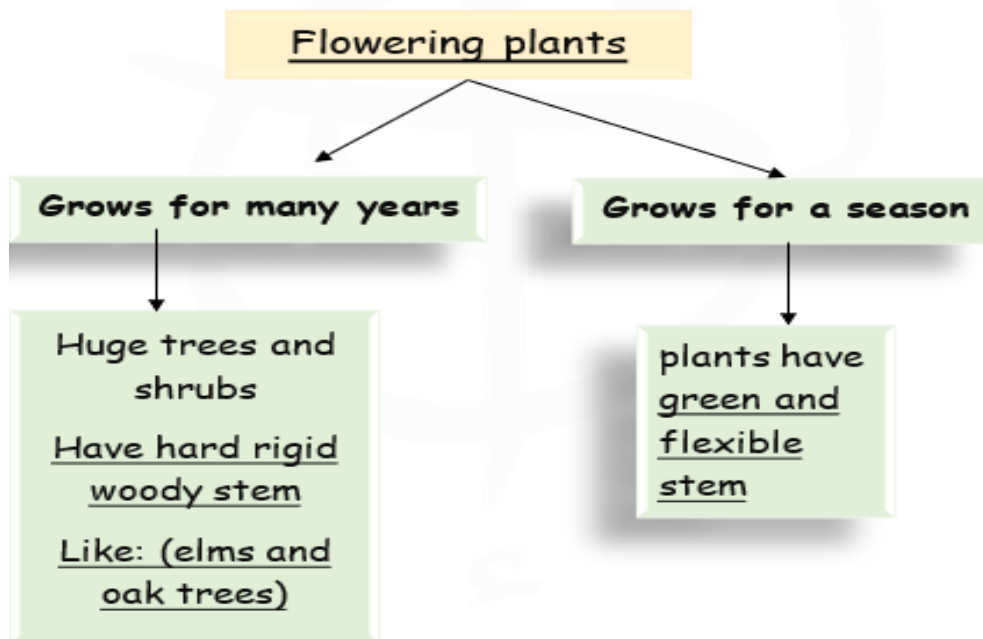 Flowering plants
Grows for many years
Grows for a season
Huge trees and
shrubs
Have hard rigid
woody stem
Like: (elms and
oak trees)
plants have
green and
flexible
stem